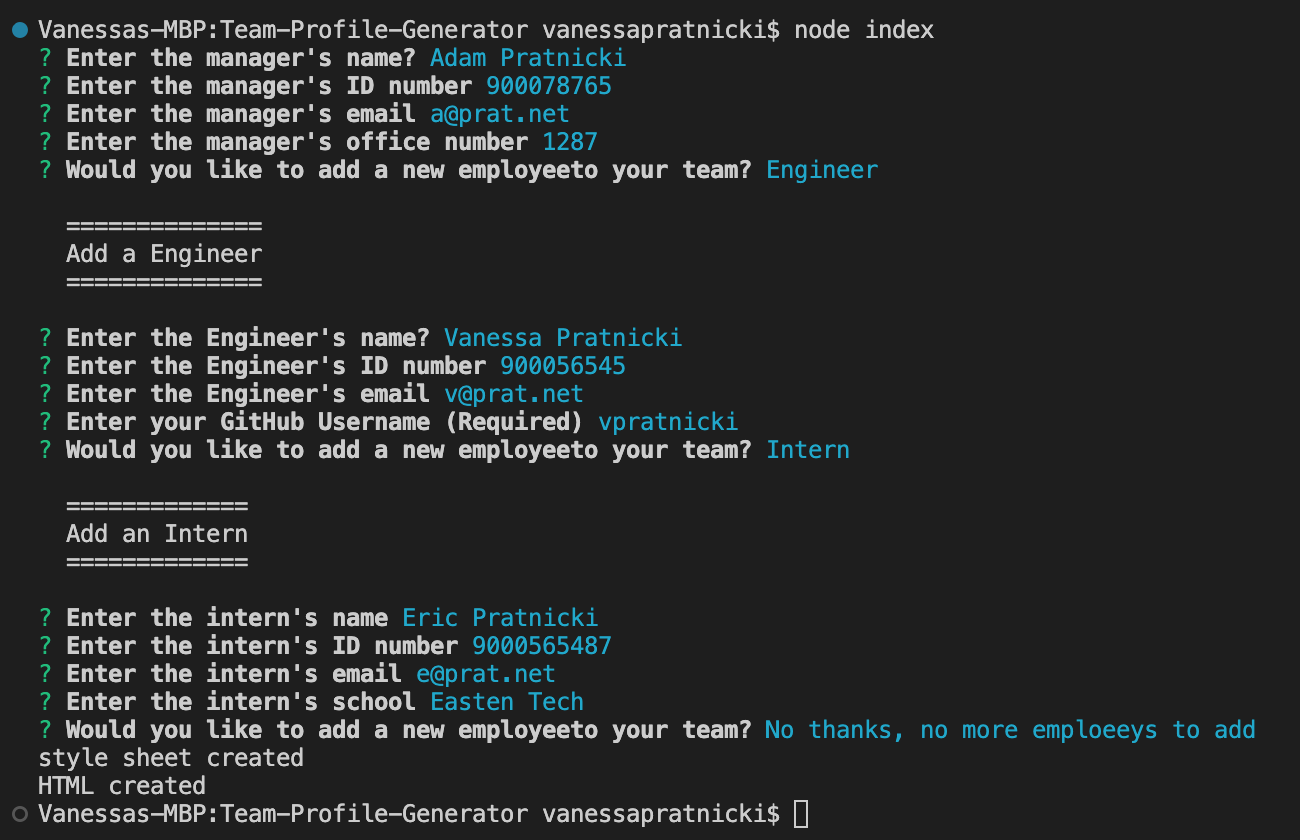 Vanessas-MBP:Team-Profile-Generator vanessapratnicki$ node index
? Enter the manager's name? Adam Pratnicki
? Enter the manager's ID number 900078765
? Enter the manager's email a@prat.net
? Enter the manager's office number 1287
? Would you like to add a new employeeto your team? Engineer
==============
Add a Engineer
==============
? Enter the Engineer's name? Vanessa Pratnicki
? Enter the Engineer's ID number 900056545
? Enter the Engineer's email v@prat.net
? Enter your GitHub Username (Required) vpratnicki
? Would you like to add a new employeeto your team? Intern
=============
Add an Intern
=============
? Enter the intern's name Eric Pratnicki
? Enter the intern's ID number 9000565487
? Enter the intern's email e@prat.net
? Enter the intern's school Easten Tech
? Would you like to add a new employeeto your team? No thanks, no more emploeeys to add
style sheet created
HTML created
Vanessas-MBP:Team-Profile-Generator vanessapratnicki$